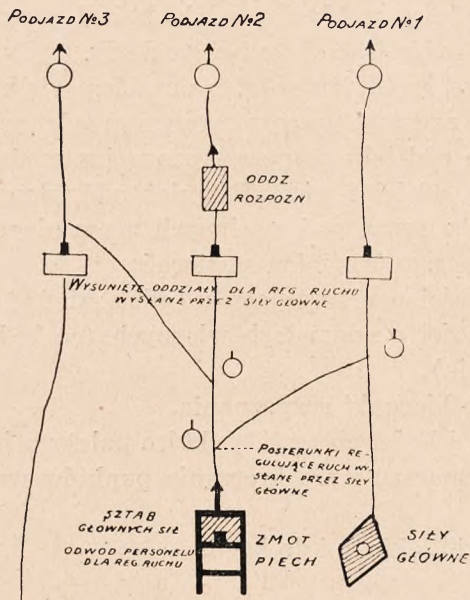 PODJAZD №3
PODJAZD №2
PODJAZD №1
ODDZ
ROZPOZN
WYSUNIĘTE ODDZIAŁY DLA REG RUCHU
WYSŁANE PRZEZ SIŁY GŁÓWNE
POSTERUNKI RE-
GULUJĄCE RUCH WY-
SŁANE PRZEZ SIŁY
GŁÓWNE
SZTAB
GŁÓWNYCH SIŁ
ODWÓD PERSONELU
DLA REG RUCHU
ZMOT
PIECH
SIŁY
GŁÓWNE